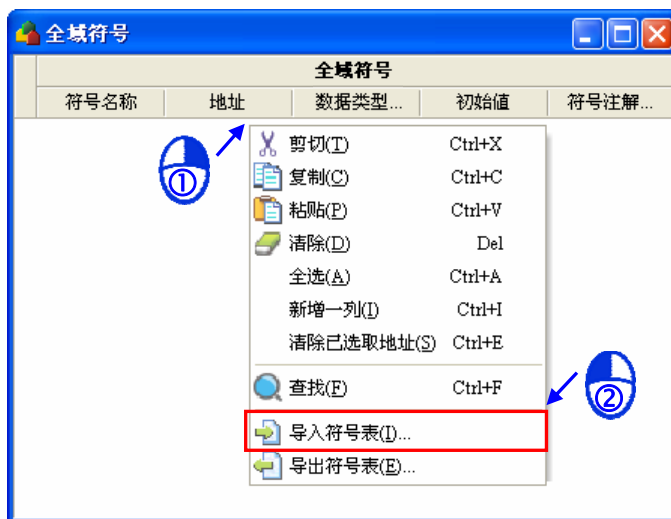 全域符号
全域符号
符号名称 地址 数据类型... 初始值 符号注解...
①
剪切(T) Ctrl+X
复制(C) Ctrl+C
粘贴(P) Ctrl+V
清除(D) Del
全选(A) Ctrl+A
新增一列(I) Ctrl+I
清除已选取地址(S) Ctrl+E
查找(F) Ctrl+F
②
导入符号表(I)...
导出符号表(E)...